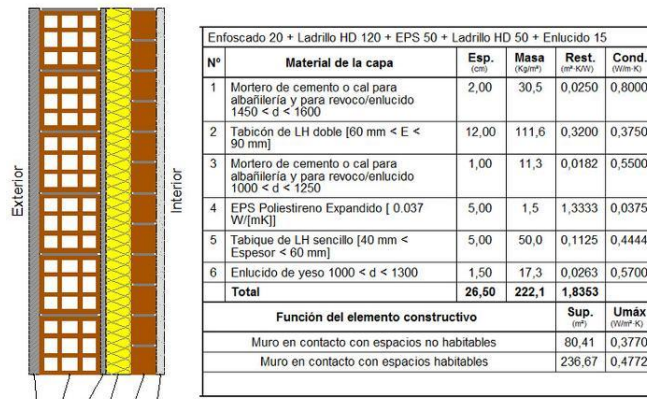 Exterior
Interior
Enfoscado 20 + Ladrillo HD 120 + EPS 50 + Ladrillo HD 50 + Enlucido 15
Nº Material de la capa Esp. (cm) Masa (Kg/m²) Rest. (m²·K/W) Cond. (W/m·K)
1 Mortero de cemento o cal para albañilería y para revoco/enlucido 1450 < d < 1600 2,00 30,5 0,0250 0,8000
2 Tabicón de LH doble [60 mm < E < 90 mm] 12,00 111,6 0,3200 0,3750
3 Mortero de cemento o cal para albañilería y para revoco/enlucido 1000 < d < 1250 1,00 11,3 0,0182 0,5500
4 EPS Poliestireno Expandido [ 0.037 W/[mK]] 5,00 1,5 1,3333 0,0375
5 Tabique de LH sencillo [40 mm < Espesor < 60 mm] 5,00 50,0 0,1125 0,4444
6 Enlucido de yeso 1000 < d < 1300 1,50 17,3 0,0263 0,5700
Total 26,50 222,1 1,8353
Función del elemento constructivo Sup. (m²) Umáx (W/m²·K)
Muro en contacto con espacios no habitables 80,41 0,3770
Muro en contacto con espacios habitables 236,67 0,4772